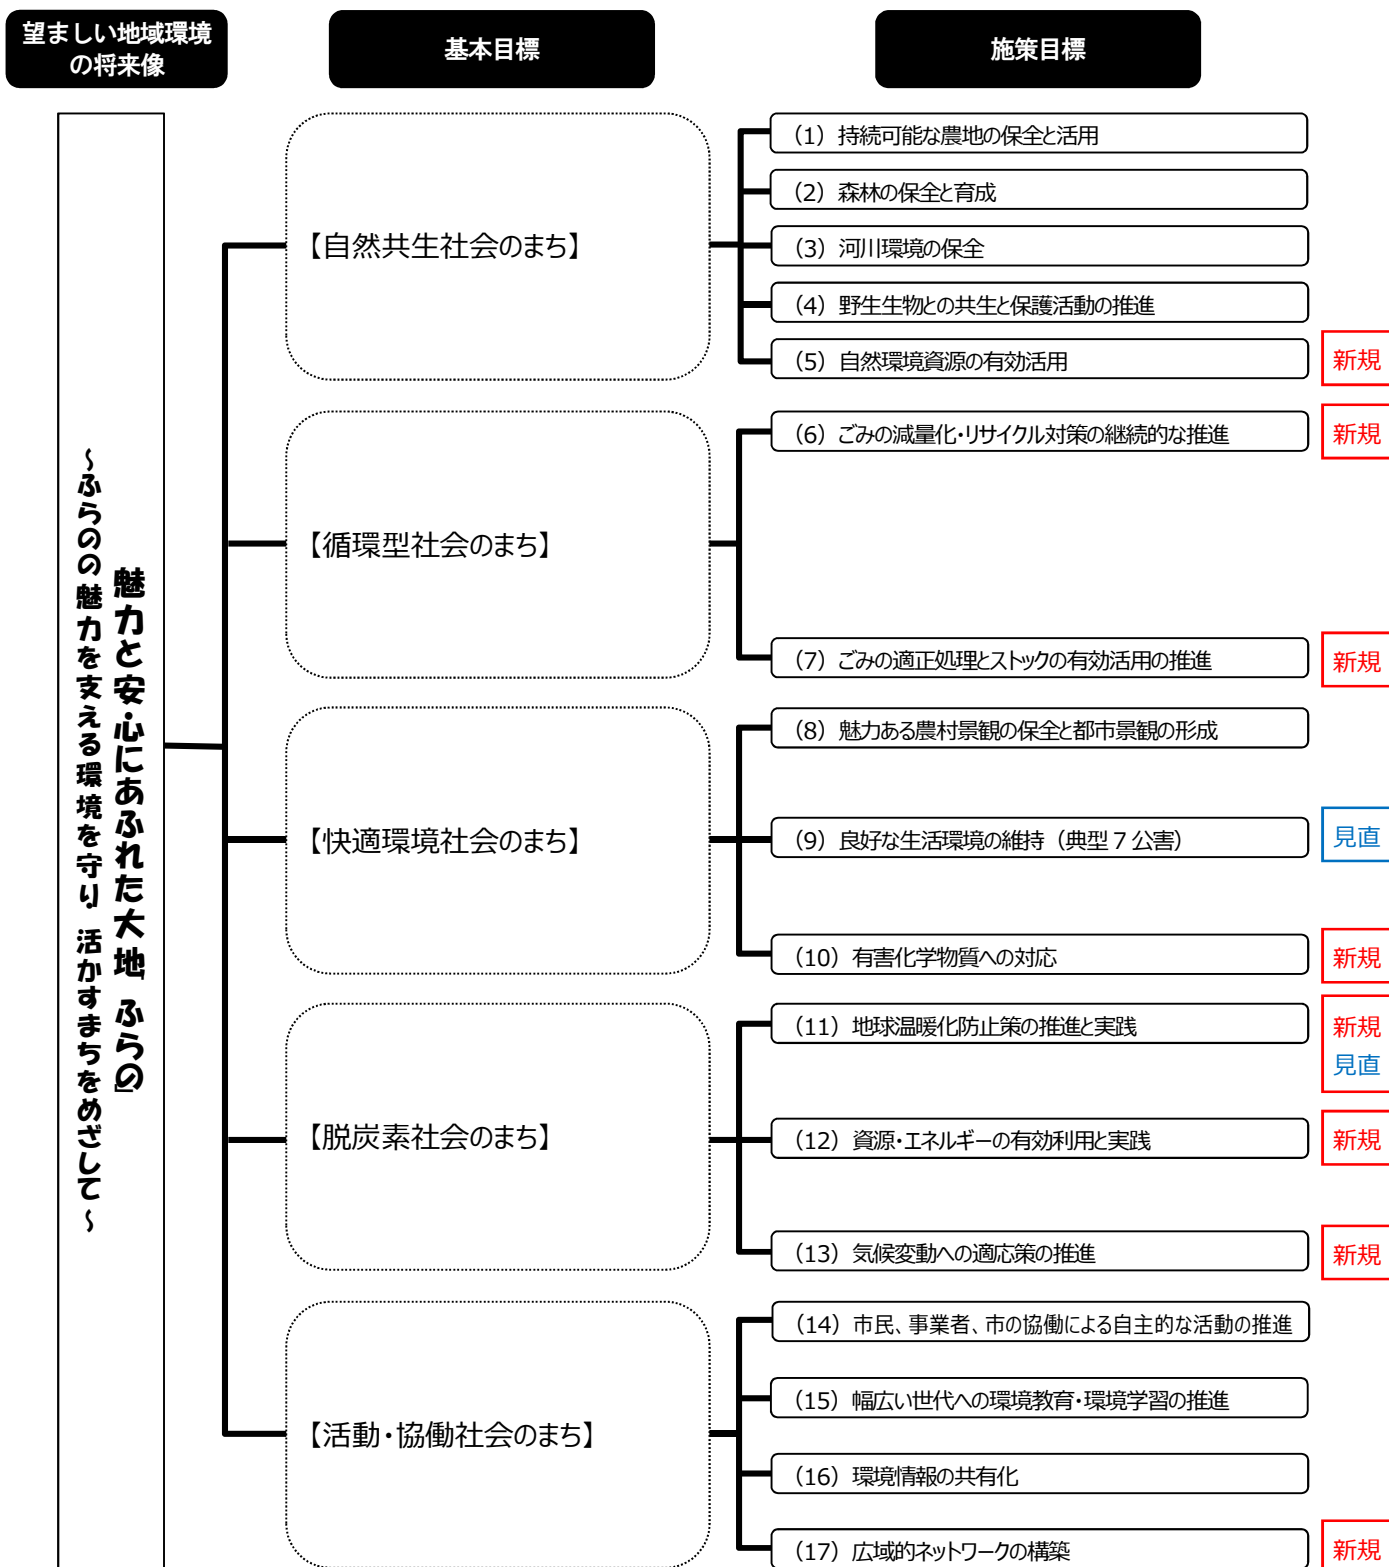 望ましい地域環境
の将来像
基本目標
施策目標
魅力と安心にあふれた大地 ふらの
～ふらのの魅力を支える環境を守り 活かすまちをめざして～
【自然共生社会のまち】
（1）持続可能な農地の保全と活用
（2）森林の保全と育成
（3）河川環境の保全
（4）野生生物との共生と保護活動の推進
（5）自然環境資源の有効活用
新規
【循環型社会のまち】
（6）ごみの減量化・リサイクル対策の継続的な推進
新規
（7）ごみの適正処理とストックの有効活用の推進
新規
【快適環境社会のまち】
（8）魅力ある農村景観の保全と都市景観の形成
（9）良好な生活環境の維持（典型７公害）
見直
（10）有害化学物質への対応
新規
【脱炭素社会のまち】
（11）地球温暖化防止策の推進と実践
新規
見直
（12）資源・エネルギーの有効利用と実践
新規
（13）気候変動への適応策の推進
新規
【活動・協働社会のまち】
（14）市民、事業者、市の協働による自主的な活動の推進
（15）幅広い世代への環境教育・環境学習の推進
（16）環境情報の共有化
（17）広域的ネットワークの構築
新規